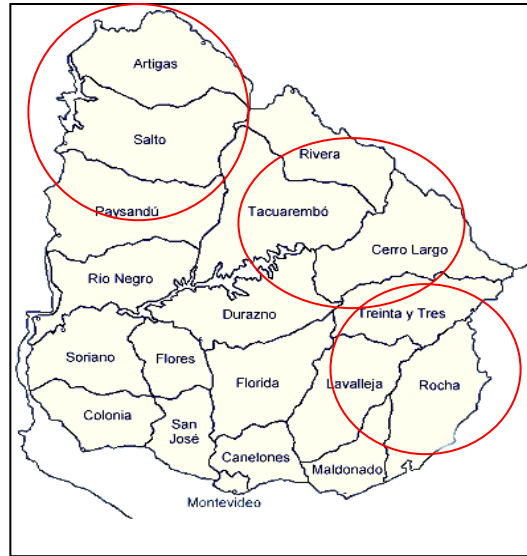 Artigas
Salto
Rivera
Paysandú
Tacuarembó
Cerro Largo
Río Negro
Durazno
Treinta y Tres
Soriano
Flores
Florida
Lavalleja
Rocha
Colonia
San
José
Canelones
Maldonado
Montevideo